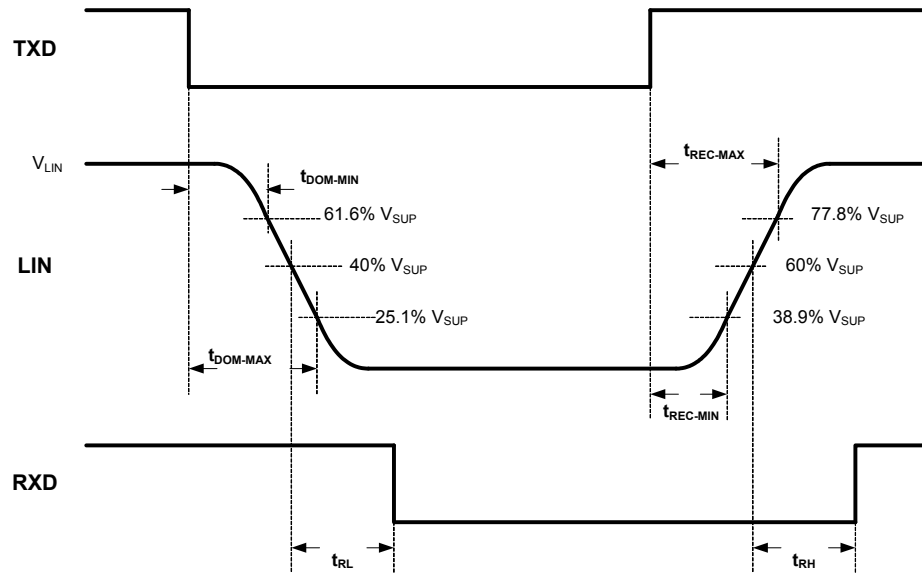 TXD
V_LIN
t_REC-MAX
t_DOM-MIN
61.6% V_SUP
77.8% V_SUP
LIN
40% V_SUP
60% V_SUP
25.1% V_SUP
38.9% V_SUP
t_DOM-MAX
t_REC-MIN
RXD
t_RL
t_RH